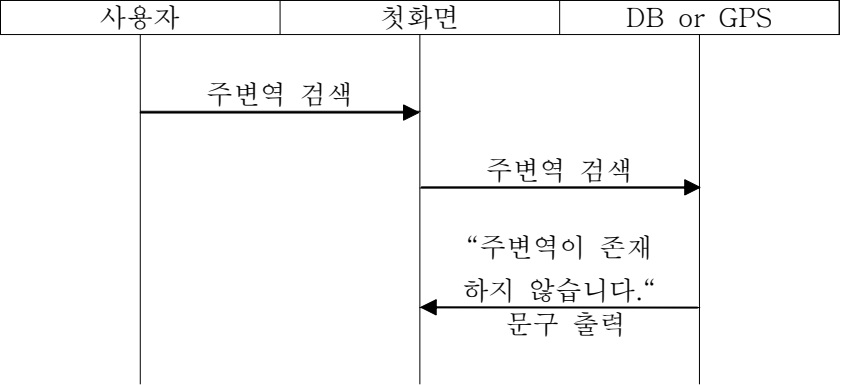 사용자
첫화면
DB or GPS
주변역 검색
주변역 검색
“주변역이 존재
하지 않습니다.“
문구 출력